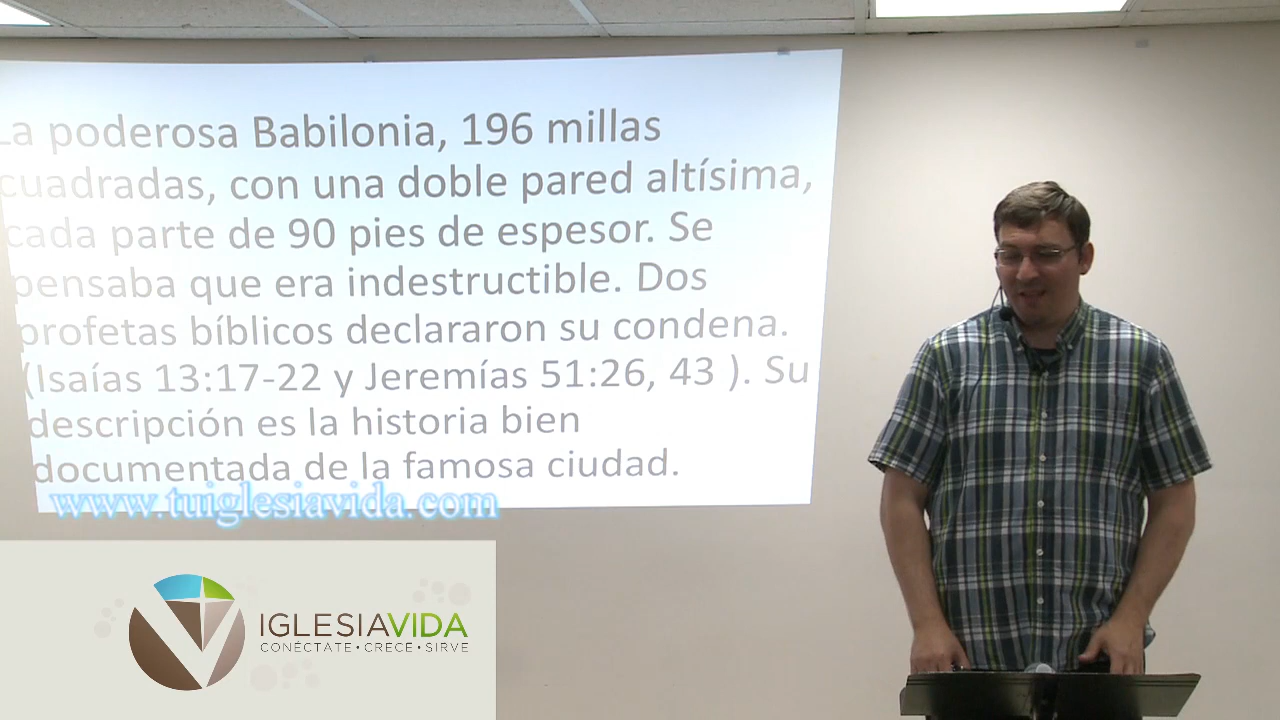 La poderosa Babilonia, 196 millas
cuadradas, con una doble pared altísima,
cada parte de 90 pies de espesor. Se
pensaba que era indestructible. Dos
profetas bíblicos declararon su condena.
(Isaías 13:17-22 y Jeremías 51:26, 43 ). Su
descripción es la historia bien
documentada de la famosa ciudad.
www.tuiglesiavida.com
IGLESIAVIDA
CONÉCTATE • CRECE • SIRVE